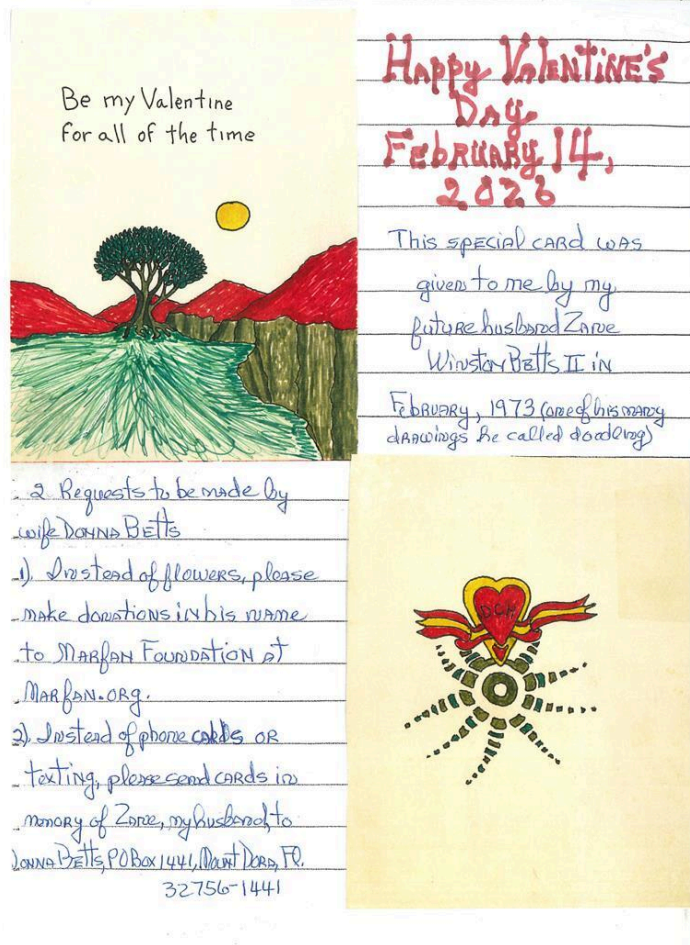 Be my Valentine
for all of the time
Happy Valentine's
Day
February 14,
2026
This special card was
given to me by my
future husband Zane
Winston Betts II in
February, 1973 (one of his many
drawings he called doodling)
2 Requests to be made by
wife Donna Betts
1). Instead of flowers, please
make donations in his name
to Marfan Foundation at
Marfan.org.
2). Instead of phone calls or
texting, please send cards in
memory of Zane, my husband, to
Donna Betts, PO Box 1441, Mount Dora, Fl.
32756-1441
D.C.H.